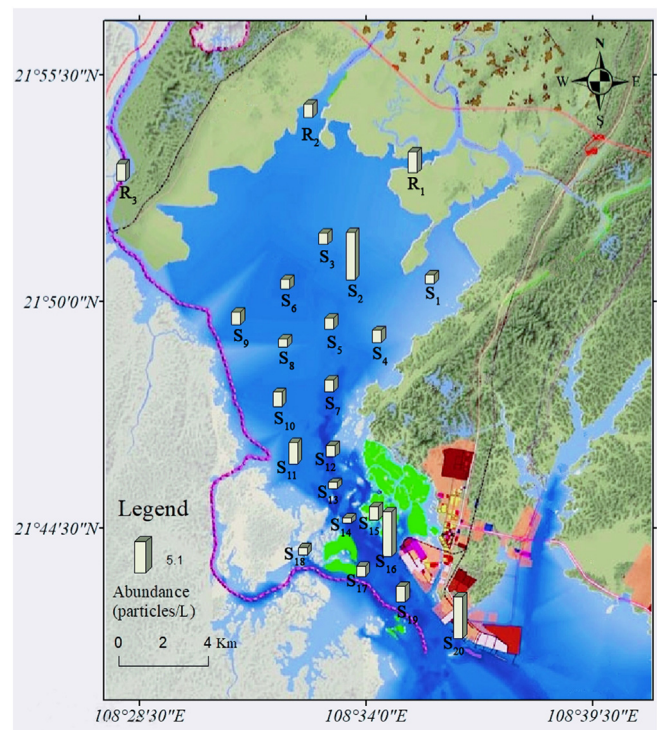 21°55'30"N
N
W
E
S
R2
R1
R3
S3
S2
S1
S6
21°50'0"N
S9
S5
S8
S4
S7
S10
S12
S11
S13
Legend
5.1
Abundance
(particles/L)
21°44'30"N
S14
S15
S16
S18
S17
S19
S20
0 2 4 Km
108°28'30"E 108°34'0"E 108°39'30"E